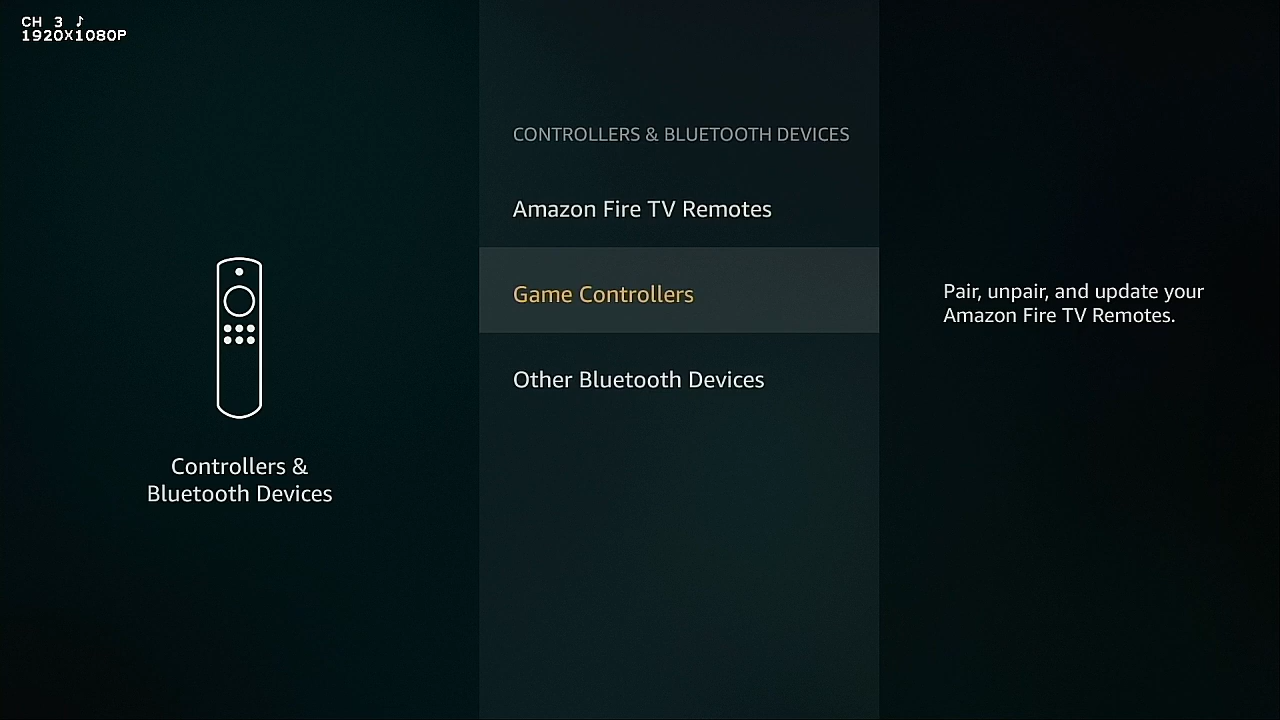 CH 3 ♪
1920X1080P
CONTROLLERS & BLUETOOTH DEVICES
Amazon Fire TV Remotes
Game Controllers
Other Bluetooth Devices
Controllers &
Bluetooth Devices
Pair, unpair, and update your
Amazon Fire TV Remotes.